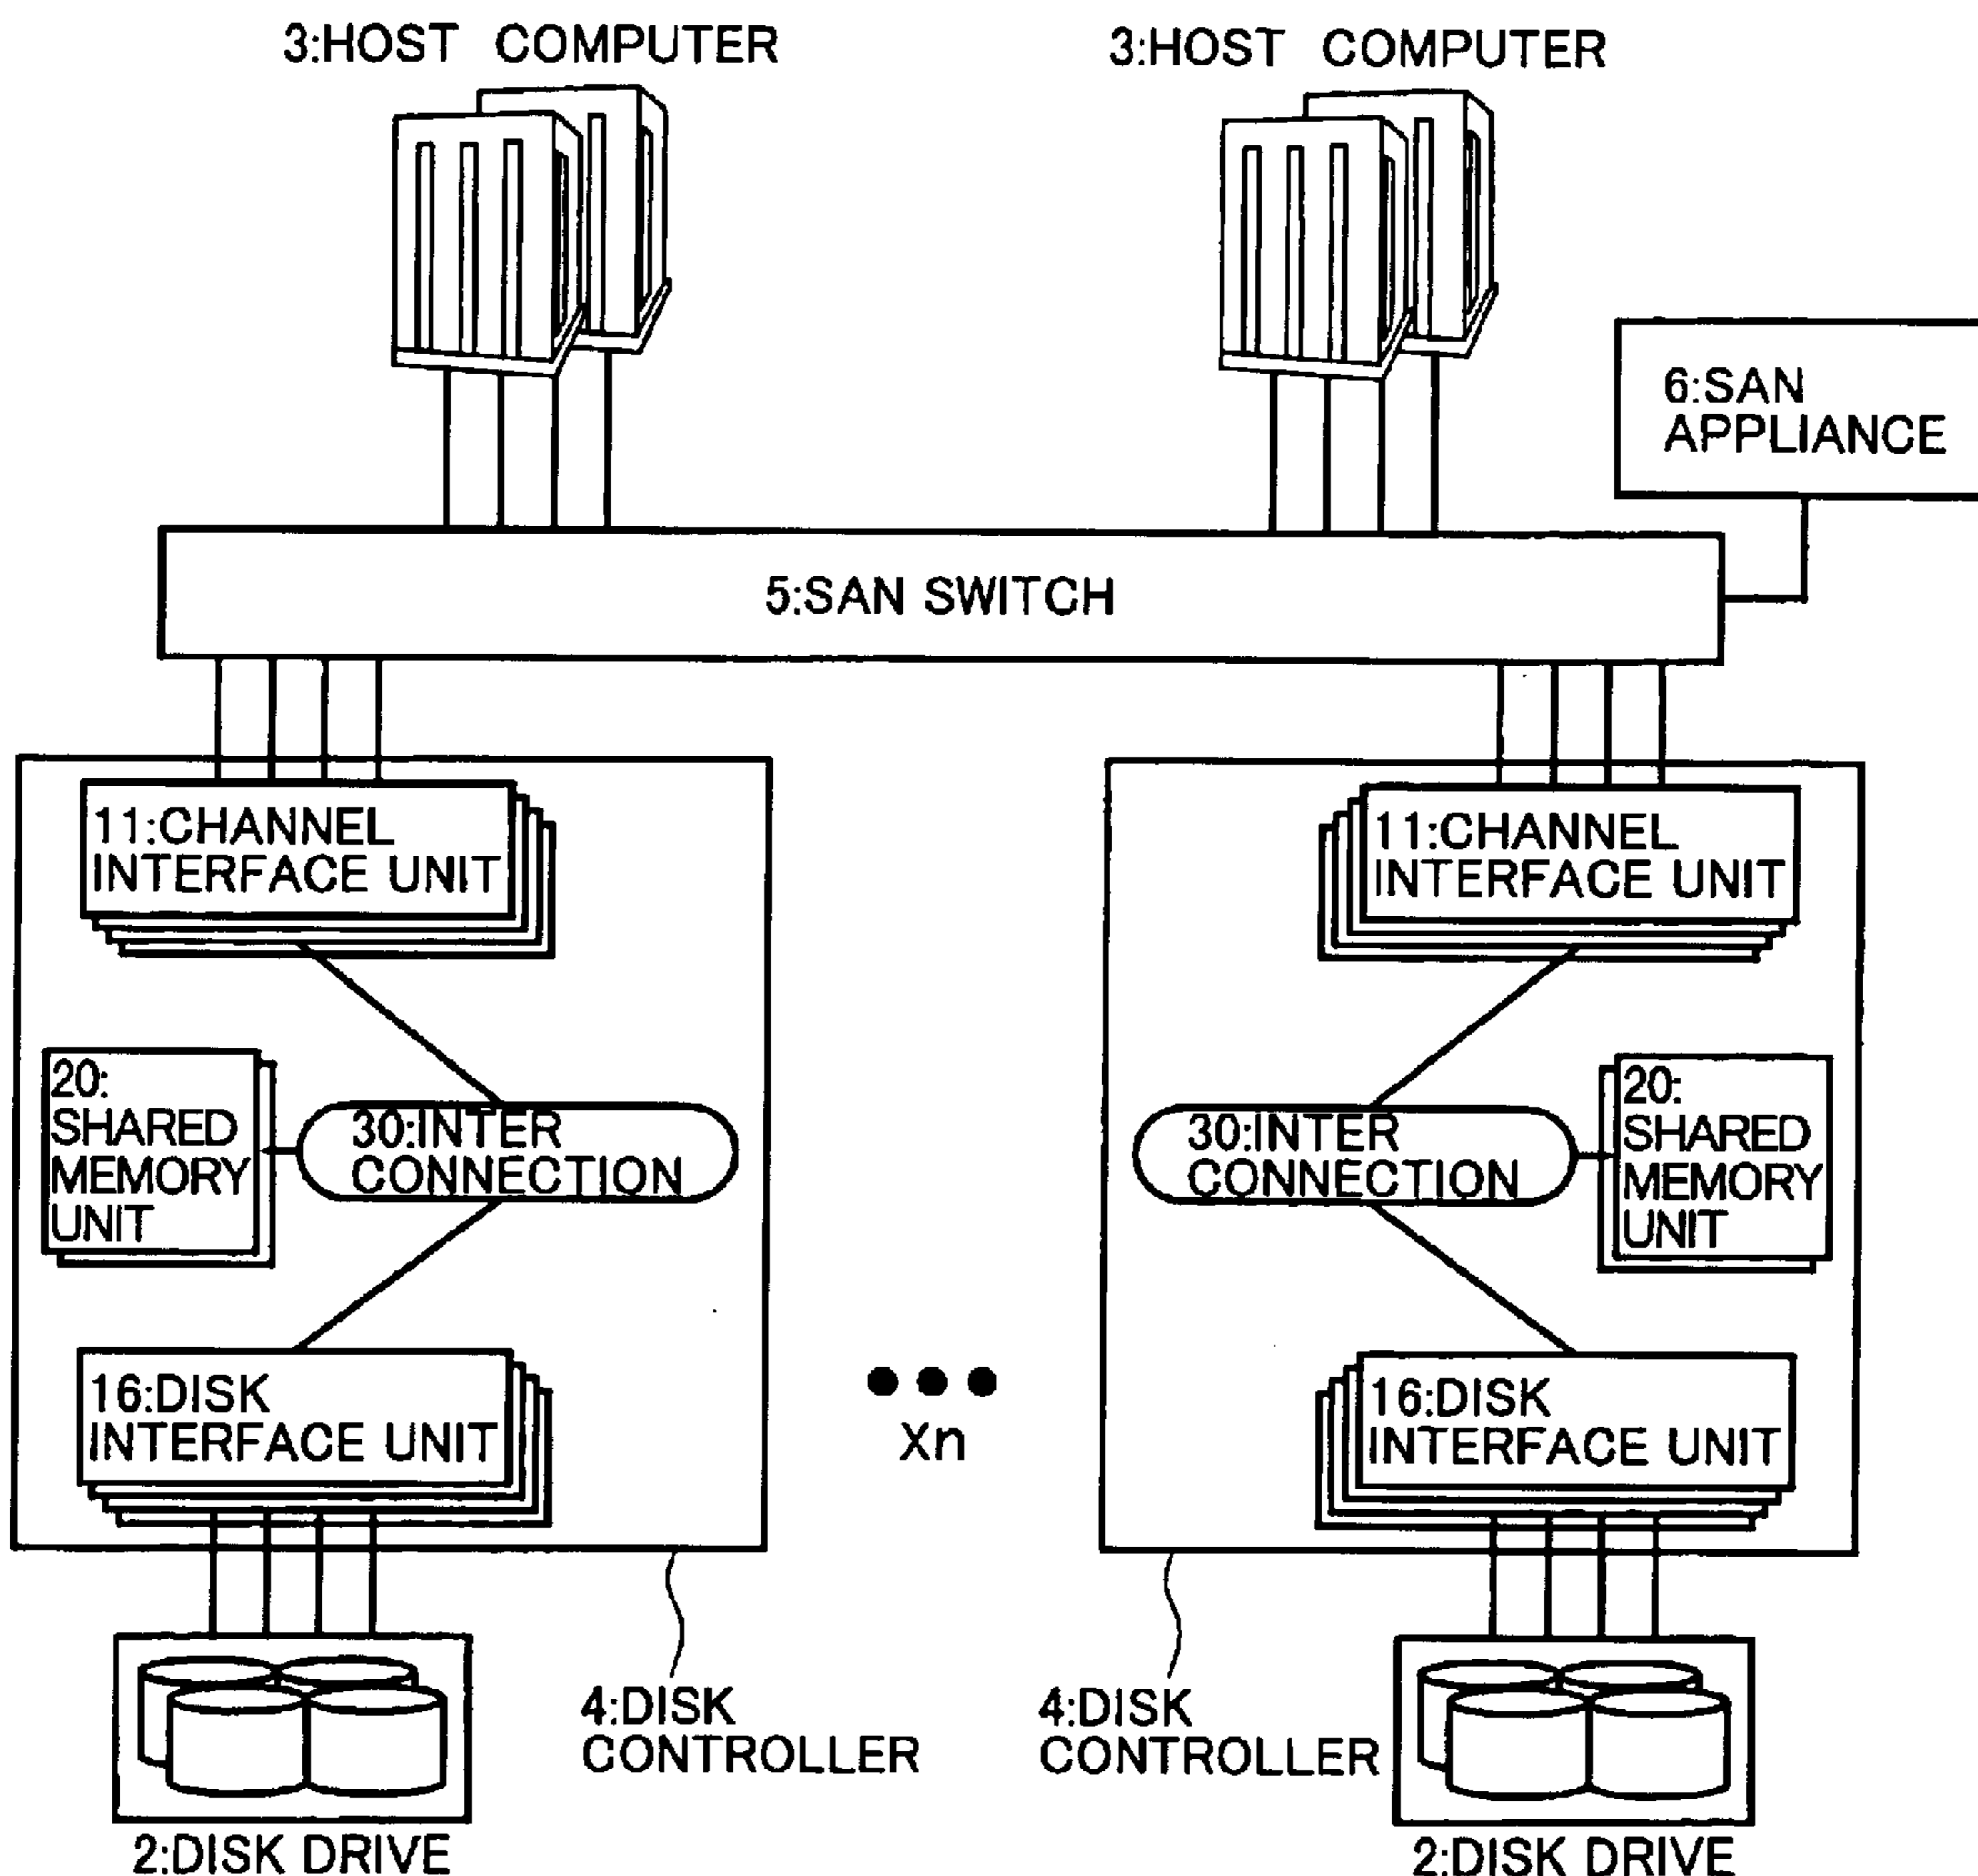 3:HOST COMPUTER
3:HOST COMPUTER
6:SAN
APPLIANCE
5:SAN SWITCH
11:CHANNEL
INTERFACE UNIT
11:CHANNEL
INTERFACE UNIT
20:
SHARED
MEMORY
UNIT
30:INTER
CONNECTION
30:INTER
CONNECTION
20:
SHARED
MEMORY
UNIT
16:DISK
INTERFACE UNIT
Xn
16:DISK
INTERFACE UNIT
4:DISK
CONTROLLER
4:DISK
CONTROLLER
2:DISK DRIVE
2:DISK DRIVE